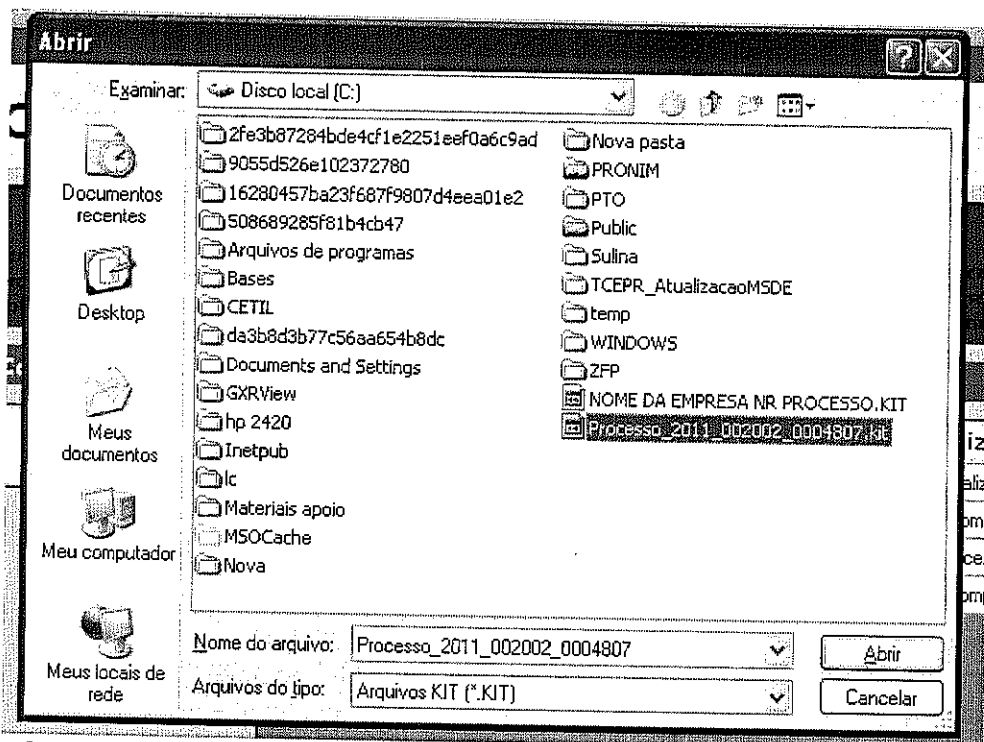 Abrir
Examinar: Disco local (C:)
Documentos
recentes
Desktop
Meus
documentos
Meu computador
Meus locais de
rede
2fe3b87284bde4cf1e2251eef0a6c9ad
9055d526e102372780
16280457ba23f687f9807d4eea01e2
508689285f81b4cb47
Arquivos de programas
Bases
CETIL
da3b8d3b77c56aa654b8dc
Documents and Settings
GXRView
hp 2420
Inetpub
lc
Materiais apoio
MSOCache
Nova
Nova pasta
PRONIM
PTO
Public
Sulina
TCEPR_AtualizacaoMSDE
temp
WINDOWS
ZFP
NOME DA EMPRESA NR PROCESSO.KIT
Processo_2011_002002_0004807.kit
Nome do arquivo: Processo_2011_002002_0004807
Abrir
Arquivos do tipo: Arquivos KIT (*.KIT)
Cancelar